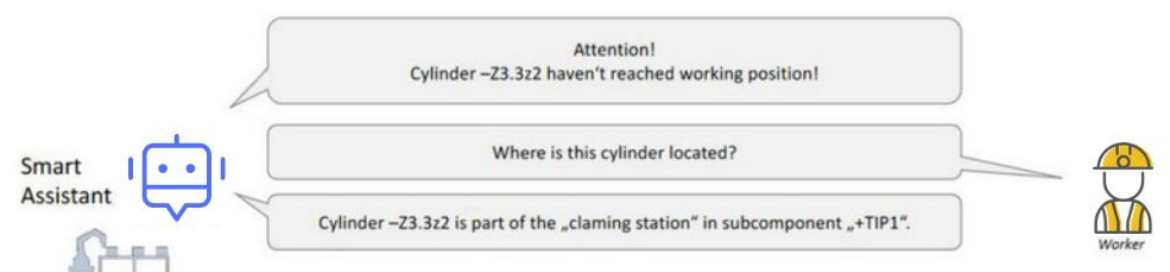 Attention!
Cylinder –Z3.3z2 haven't reached working position!
Where is this cylinder located?
Smart
Assistant
Cylinder –Z3.3z2 is part of the „claming station“ in subcomponent „+TIP1“.
Worker